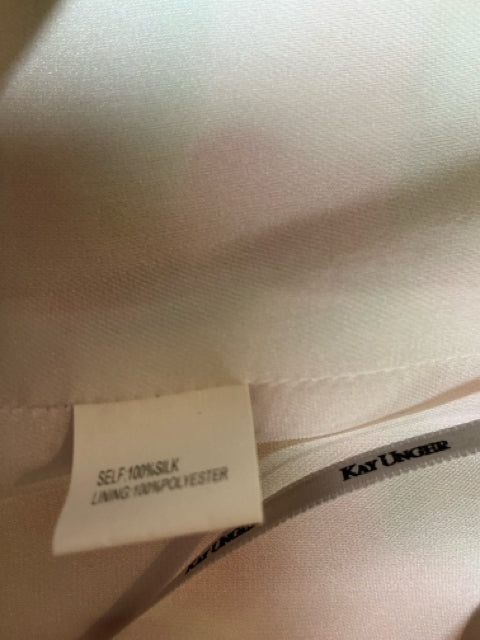 SELF:100%SILK
LINING:100%POLYESTER
KAY UNGER
KAY UNGER